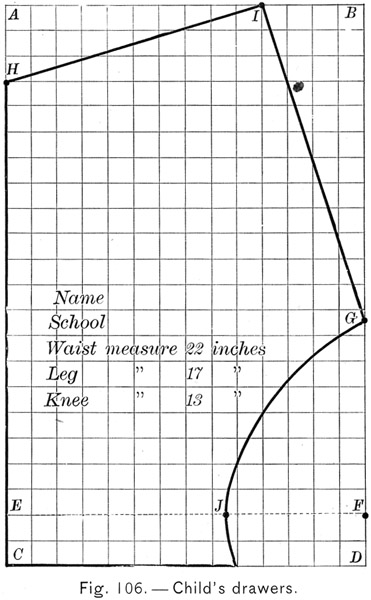 A I B
H
Name
School
Waist measure 22 inches
G
Leg " 17 "
Knee " 13 "
E J F
C D
Fig. 106. — Child's drawers.